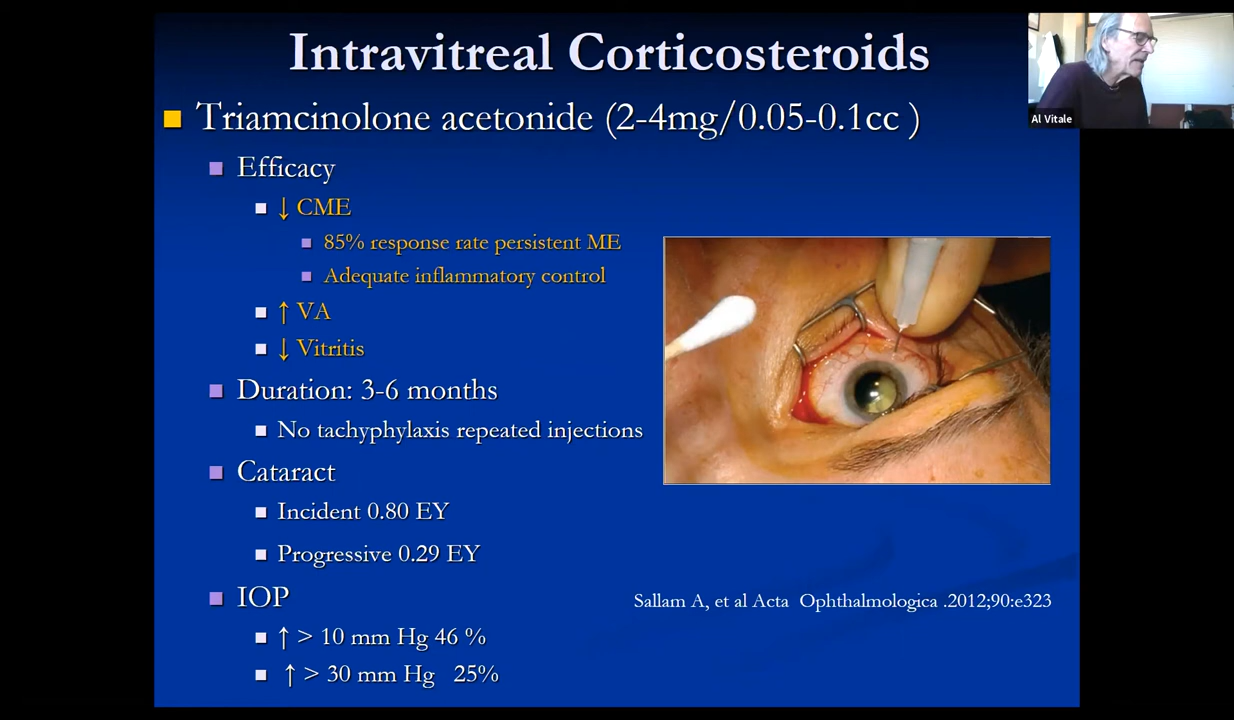 Intravitreal Corticosteroids
Al Vitale
Triamcinolone acetonide (2-4mg/0.05-0.1cc )
Efficacy
↓ CME
85% response rate persistent ME
Adequate inflammatory control
↑ VA
↓ Vitritis
Duration: 3-6 months
No tachyphylaxis repeated injections
Cataract
Incident 0.80 EY
Progressive 0.29 EY
IOP
Sallam A, et al Acta Ophthalmologica .2012;90:e323
↑ > 10 mm Hg 46 %
↑ > 30 mm Hg 25%